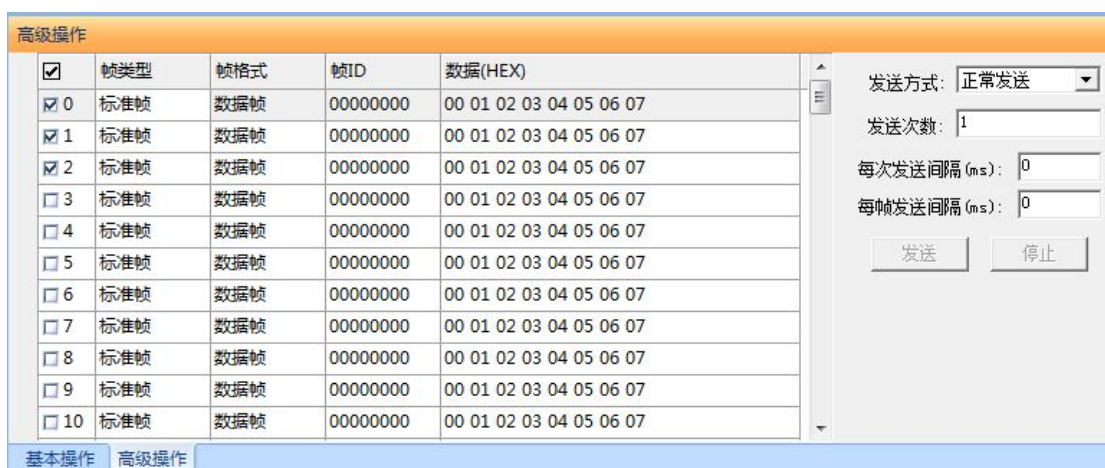 高级操作
帧类型 帧格式 帧ID 数据(HEX)
0 标准帧 数据帧 00000000 00 01 02 03 04 05 06 07
1 标准帧 数据帧 00000000 00 01 02 03 04 05 06 07
2 标准帧 数据帧 00000000 00 01 02 03 04 05 06 07
3 标准帧 数据帧 00000000 00 01 02 03 04 05 06 07
4 标准帧 数据帧 00000000 00 01 02 03 04 05 06 07
5 标准帧 数据帧 00000000 00 01 02 03 04 05 06 07
6 标准帧 数据帧 00000000 00 01 02 03 04 05 06 07
7 标准帧 数据帧 00000000 00 01 02 03 04 05 06 07
8 标准帧 数据帧 00000000 00 01 02 03 04 05 06 07
9 标准帧 数据帧 00000000 00 01 02 03 04 05 06 07
10 标准帧 数据帧 00000000 00 01 02 03 04 05 06 07
发送方式: 正常发送
发送次数: 1
每次发送间隔(ms): 0
每帧发送间隔(ms): 0
发送 停止
基本操作 高级操作